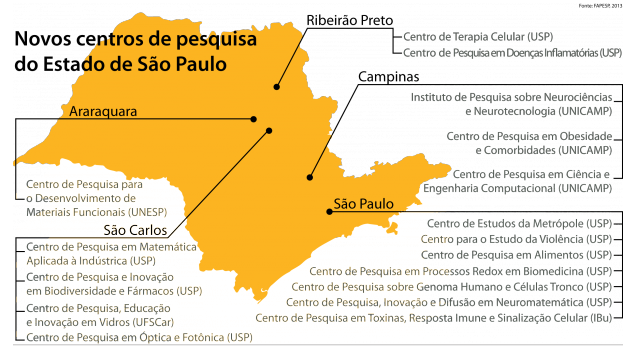 Fonte: FAPESP. 2013
Novos centros de pesquisa
do Estado de São Paulo
Ribeirão Preto
Centro de Terapia Celular (USP)
Centro de Pesquisa em Doenças Inflamatórias (USP)
Campinas
Instituto de Pesquisa sobre Neurociências
e Neurotecnologia (UNICAMP)
Centro de Pesquisa em Obesidade
e Comorbidades (UNICAMP)
Centro de Pesquisa em Ciência e
Engenharia Computacional (UNICAMP)
Araraquara
Centro de Pesquisa para
o Desenvolvimento de
Materiais Funcionais (UNESP)
São Carlos
Centro de Pesquisa em Matemática
Aplicada à Indústrica (USP)
Centro de Pesquisa e Inovação
em Biodiversidade e Fármacos (USP)
Centro de Pesquisa, Educação
e Inovação em Vidros (UFSCar)
Centro de Pesquisa em Óptica e Fotônica (USP)
São Paulo
Centro de Estudos da Metrópole (USP)
Centro para o Estudo da Violência (USP)
Centro de Pesquisa em Alimentos (USP)
Centro de Pesquisa em Processos Redox em Biomedicina (USP)
Centro de Pesquisa sobre Genoma Humano e Células Tronco (USP)
Centro de Pesquisa, Inovação e Difusão em Neuromatemática (USP)
Centro de Pesquisa em Toxinas, Resposta Imune e Sinalização Celular (IBu)